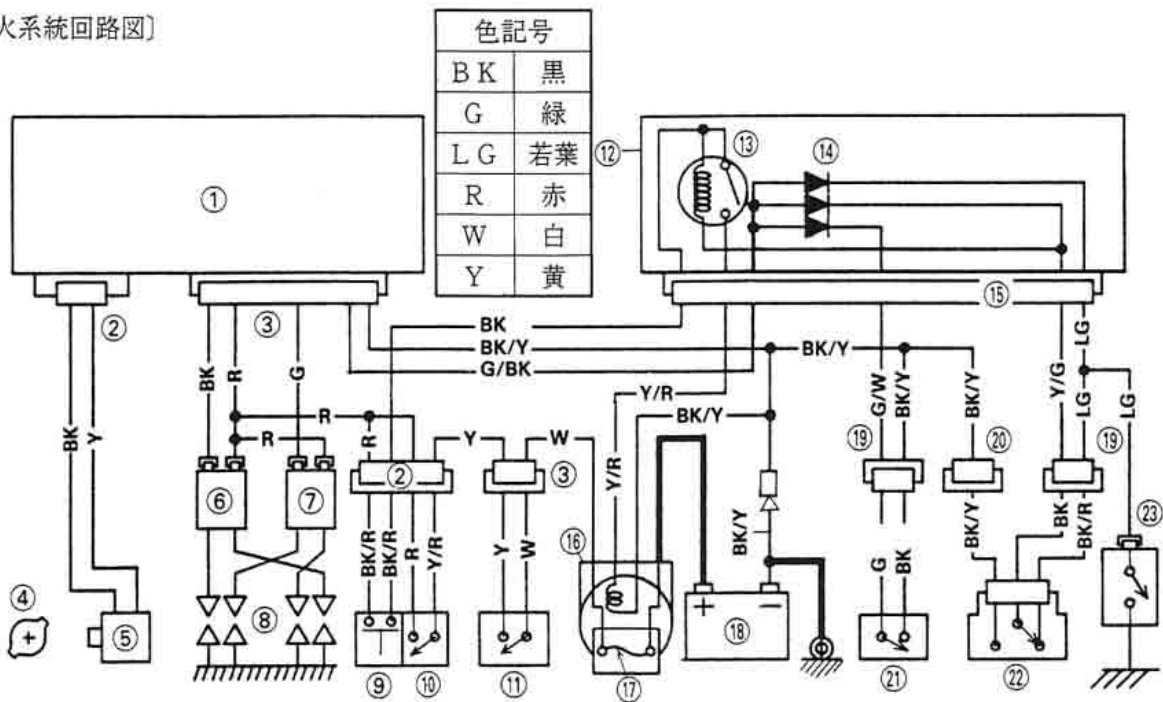 火系統回路図〕
色記号
BK 黒
G 緑
LG 若葉
R 赤
W 白
Y 黄
①
⑫
⑬
⑭
②
③
⑮
BK
BK/Y
G/BK
BK/Y
BK
R
G
R
R
R
BK
Y
Y
W
Y/R
BK/Y
G/W
BK/Y
BK/Y
Y/G
LG
LG
LG
②
③
⑲
⑳
⑲
㉓
⑥
⑦
BK/R
BK/R
R
Y/R
Y
W
Y/R
BK/Y
G
BK
BK/Y
BK
BK/R
④
⑤
⑧
⑯
+
−
⑱
⑨
⑩
⑪
⑰
㉑
㉒